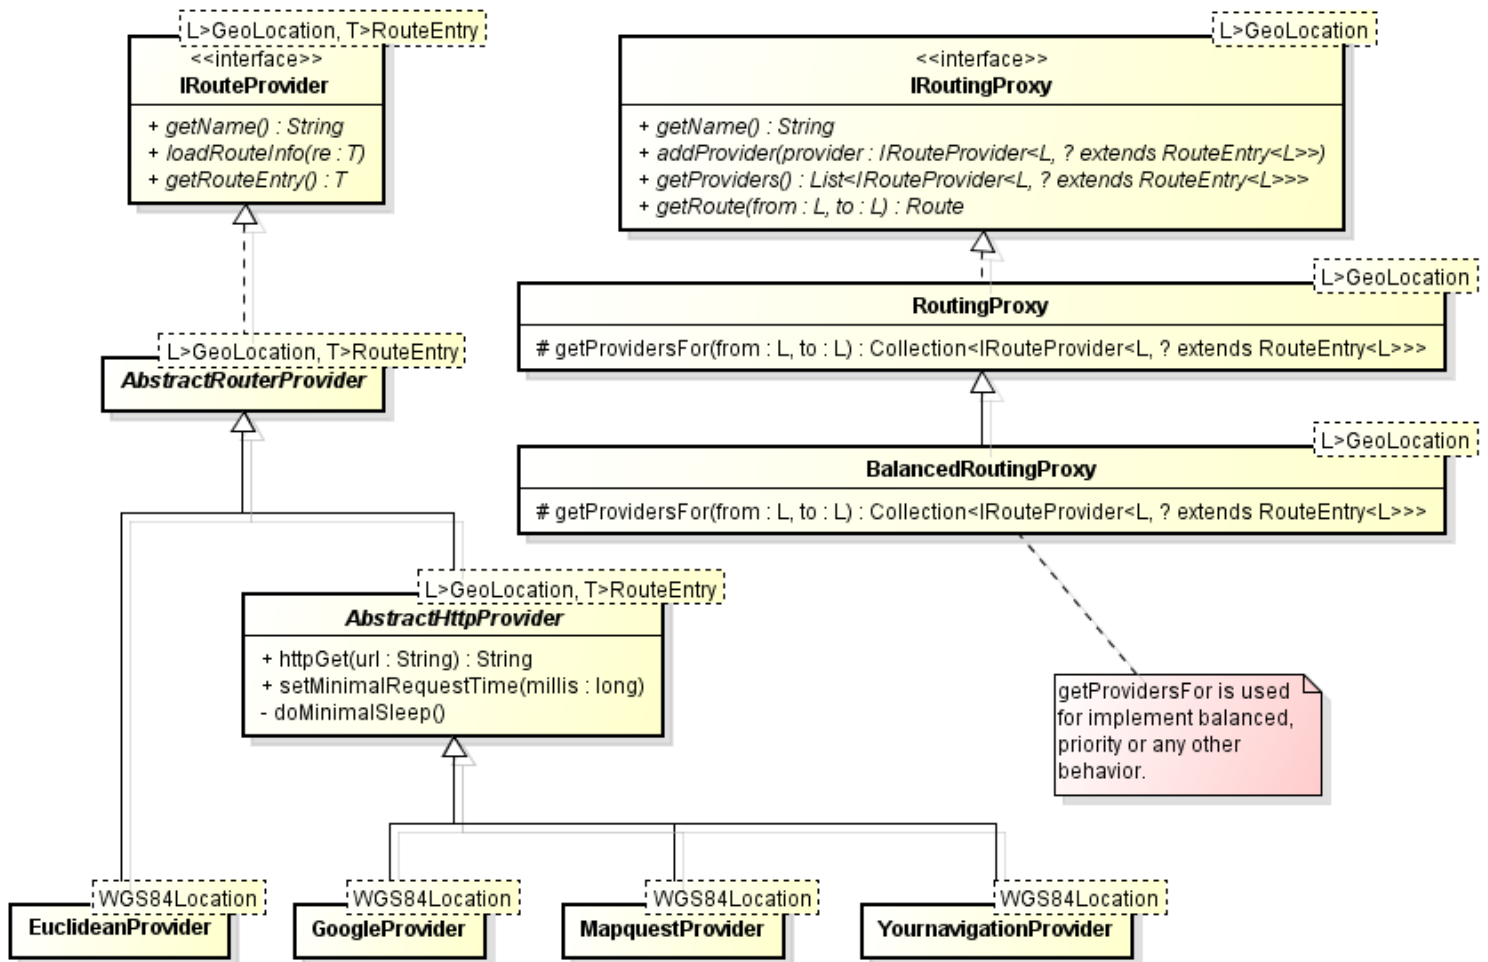 L>GeoLocation, T>RouteEntry
<<interface>>
IRouteProvider
+ getName() : String
+ loadRouteInfo(re : T)
+ getRouteEntry() : T
L>GeoLocation
<<interface>>
IRoutingProxy
+ getName() : String
+ addProvider(provider : IRouteProvider<L, ? extends RouteEntry<L>>)
+ getProviders() : List<IRouteProvider<L, ? extends RouteEntry<L>>>
+ getRoute(from : L, to : L) : Route
L>GeoLocation
RoutingProxy
# getProvidersFor(from : L, to : L) : Collection<IRouteProvider<L, ? extends RouteEntry<L>>>
L>GeoLocation, T>RouteEntry
AbstractRouterProvider
L>GeoLocation
BalancedRoutingProxy
# getProvidersFor(from : L, to : L) : Collection<IRouteProvider<L, ? extends RouteEntry<L>>>
L>GeoLocation, T>RouteEntry
AbstractHttpProvider
+ httpGet(url : String) : String
+ setMinimalRequestTime(millis : long)
- doMinimalSleep()
getProvidersFor is used
for implement balanced,
priority or any other
behavior.
WGS84Location
EuclideanProvider
WGS84Location
GoogleProvider
WGS84Location
MapquestProvider
WGS84Location
YournavigationProvider